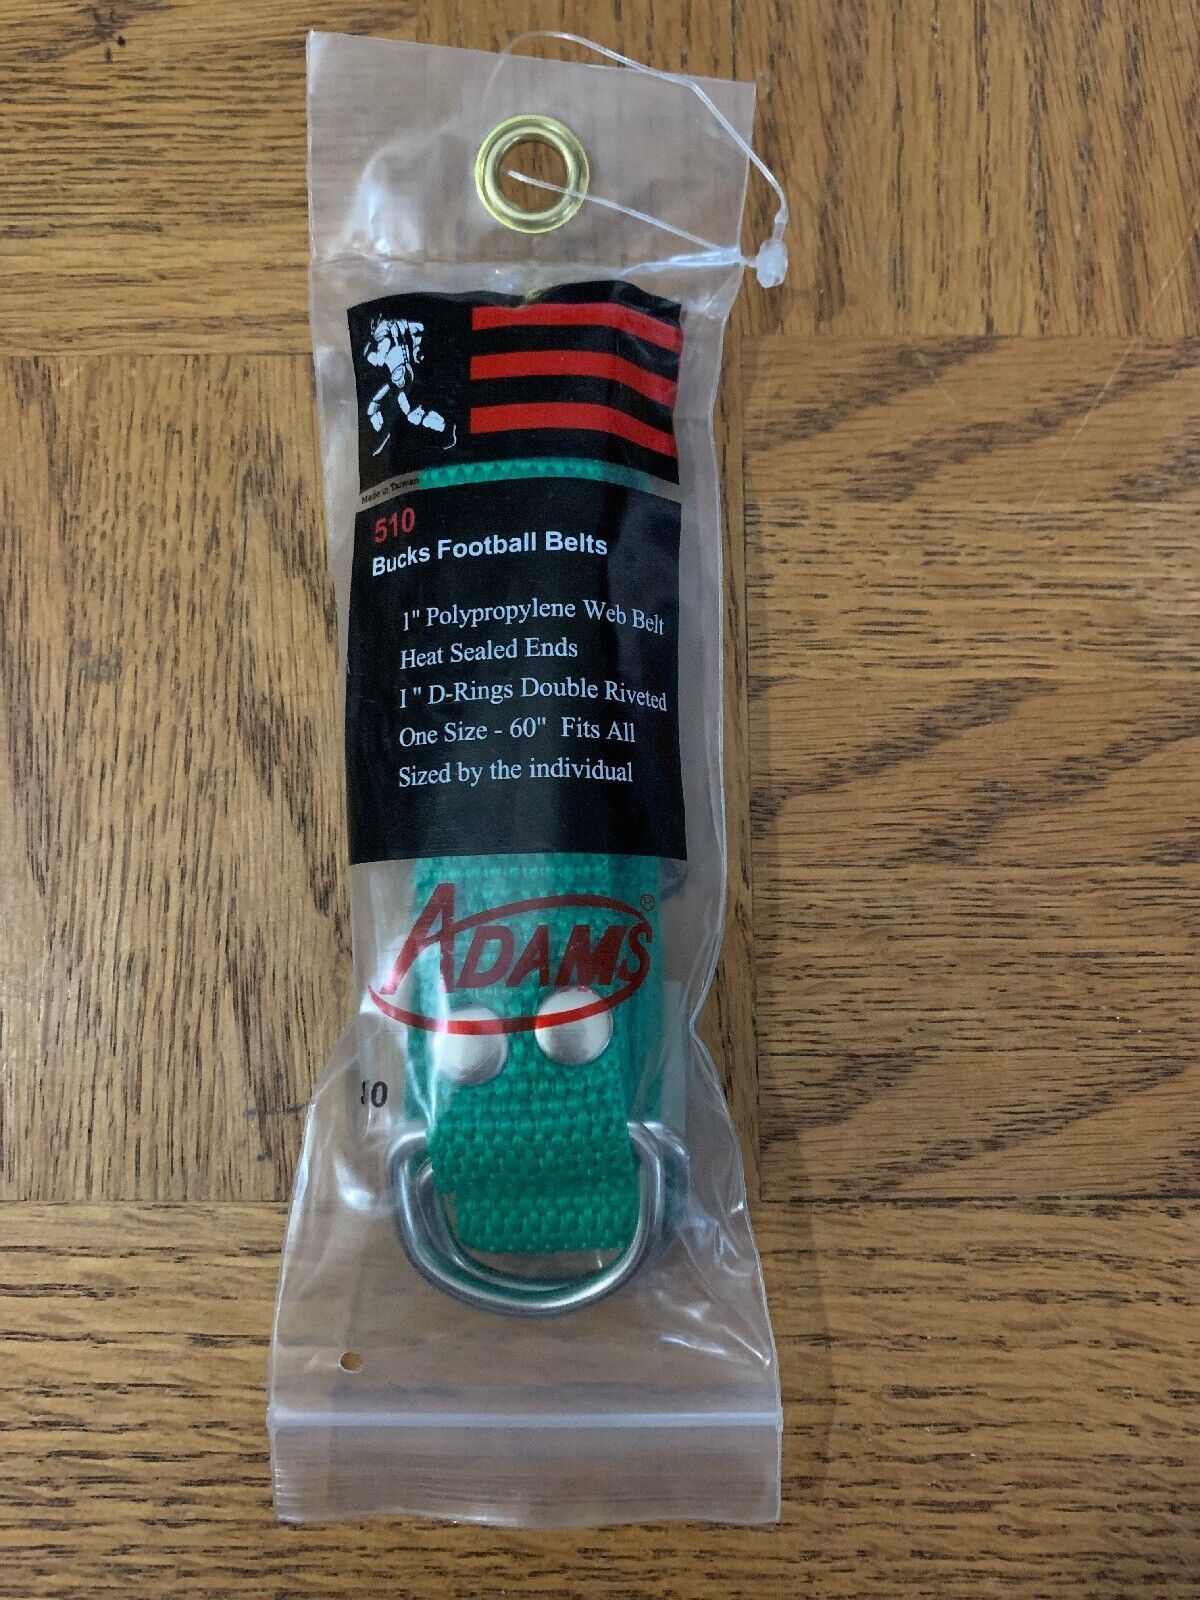 Made in Taiwan
510
Bucks Football Belts
1" Polypropylene Web Belt
Heat Sealed Ends
1" D-Rings Double Riveted
One Size - 60" Fits All
Sized by the individual
ADAMS®